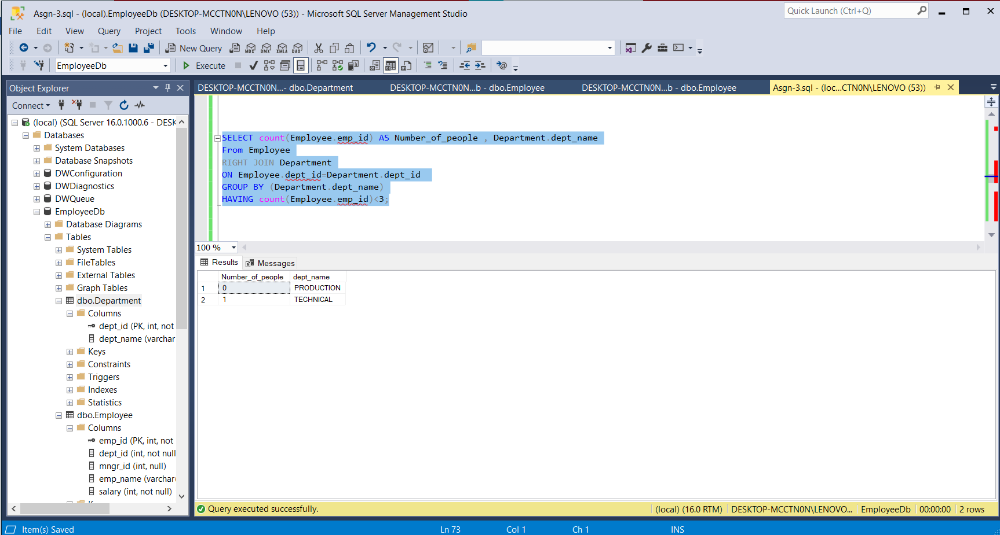 Asgn-3.sql - (local).EmployeeDb (DESKTOP-MCCTN0N\LENOVO (53)) - Microsoft SQL Server Management Studio
Quick Launch (Ctrl+Q)
File Edit View Query Project Tools Window Help
New Query MDX DMX XMLA DAX
EmployeeDb Execute
Object Explorer
DESKTOP-MCCTN0N...- dbo.Department DESKTOP-MCCTN0N...b - dbo.Employee DESKTOP-MCCTN0N...b - dbo.Employee Asgn-3.sql - (loc...CTN0N\LENOVO (53))
Connect
(local) (SQL Server 16.0.1000.6 - DESK
Databases
System Databases
Database Snapshots
DWConfiguration
DWDiagnostics
DWQueue
EmployeeDb
Database Diagrams
Tables
System Tables
FileTables
External Tables
Graph Tables
dbo.Department
Columns
dept_id (PK, int, not
dept_name (varchar
Keys
Constraints
Triggers
Indexes
Statistics
dbo.Employee
Columns
emp_id (PK, int, not
dept_id (int, not null
mngr_id (int, null)
emp_name (varchar
salary (int, not null)
SELECT count(Employee.emp_id) AS Number_of_people , Department.dept_name
From Employee
RIGHT JOIN Department
ON Employee.dept_id=Department.dept_id
GROUP BY (Department.dept_name)
HAVING count(Employee.emp_id)<3;
100 %
Results Messages
Number_of_people dept_name
1 0 PRODUCTION
2 1 TECHNICAL
Query executed successfully. (local) (16.0 RTM) DESKTOP-MCCTN0N\LENOVO... EmployeeDb 00:00:00 2 rows
Item(s) Saved Ln 73 Col 1 Ch 1 INS